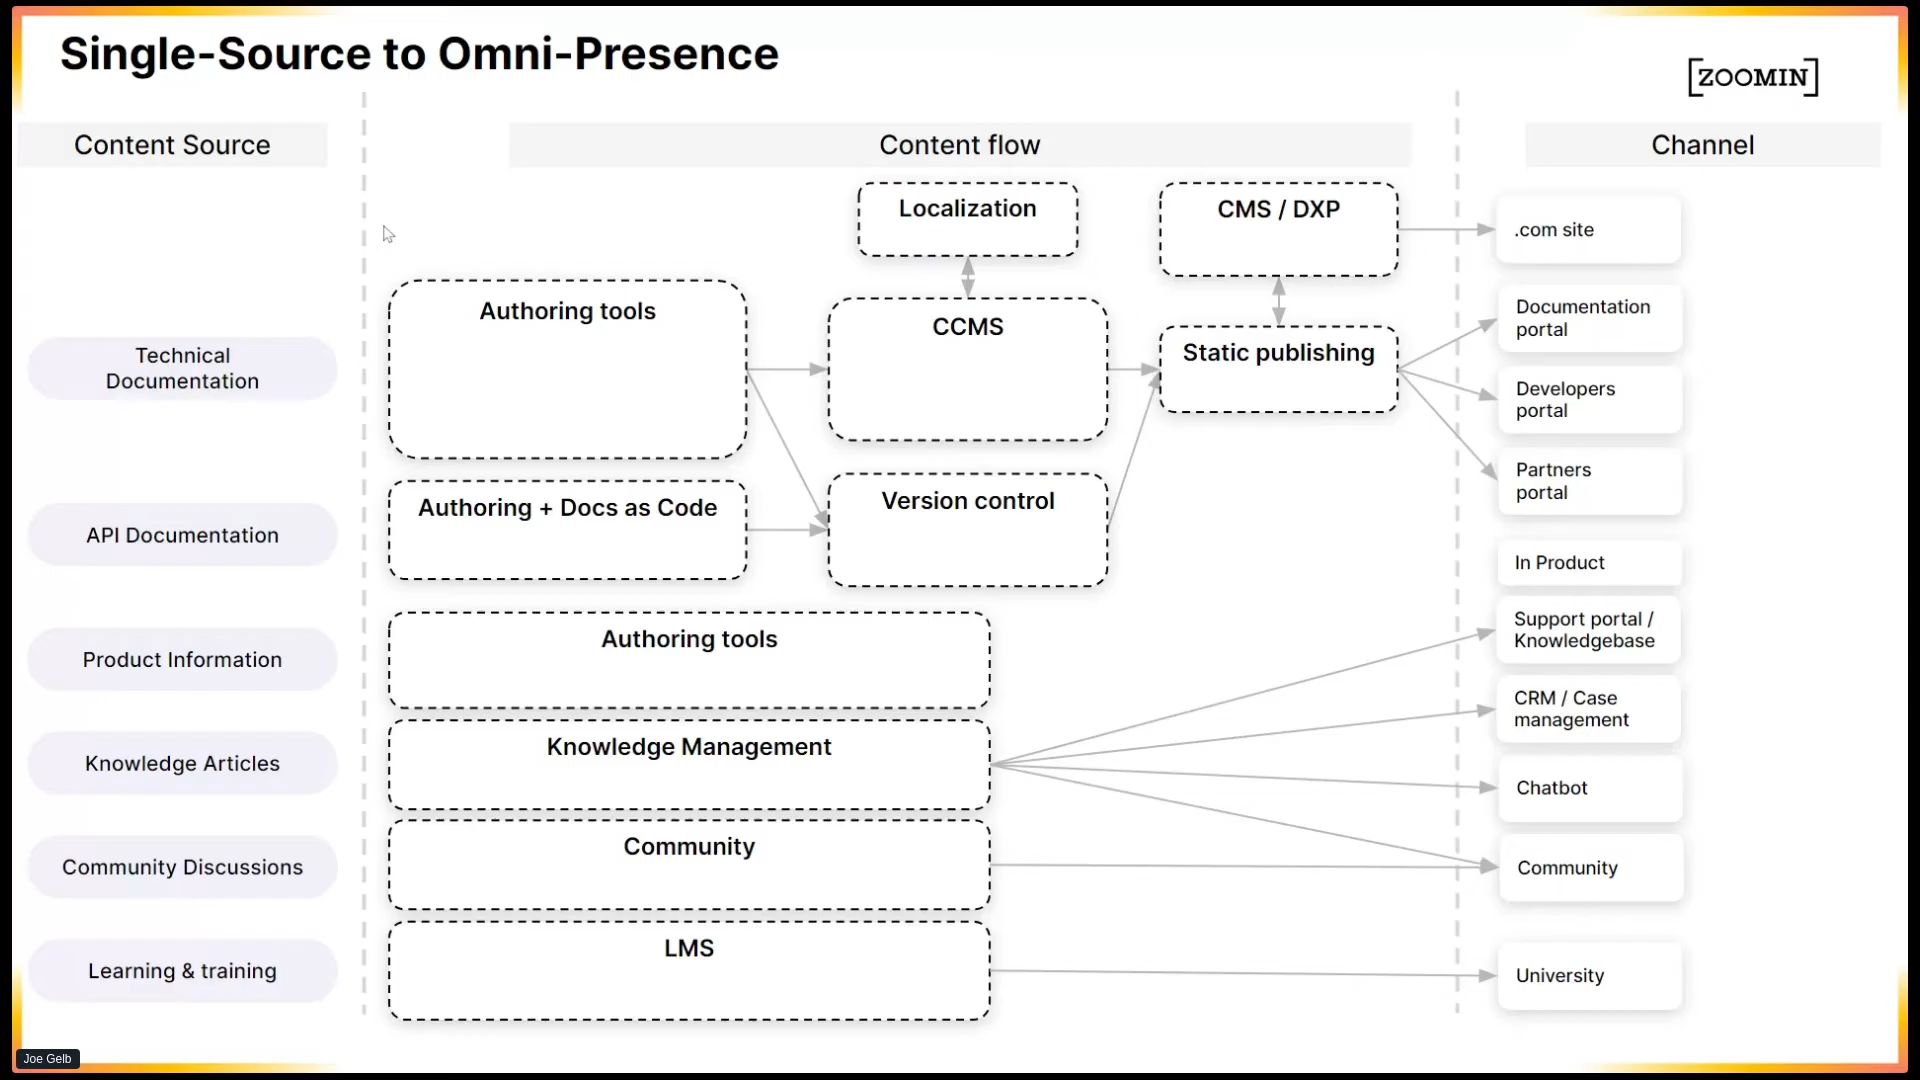 Single-Source to Omni-Presence
[ZOOMIN]
Content Source
Content flow
Channel
Localization
CMS / DXP
.com site
Authoring tools
CCMS
Static publishing
Documentation
portal
Technical
Documentation
Developers
portal
Partners
portal
Authoring + Docs as Code
Version control
API Documentation
In Product
Authoring tools
Support portal /
Knowledgebase
Product Information
CRM / Case
management
Knowledge Management
Knowledge Articles
Chatbot
Community
Community Discussions
Community
LMS
Learning & training
University
Joe Gelb